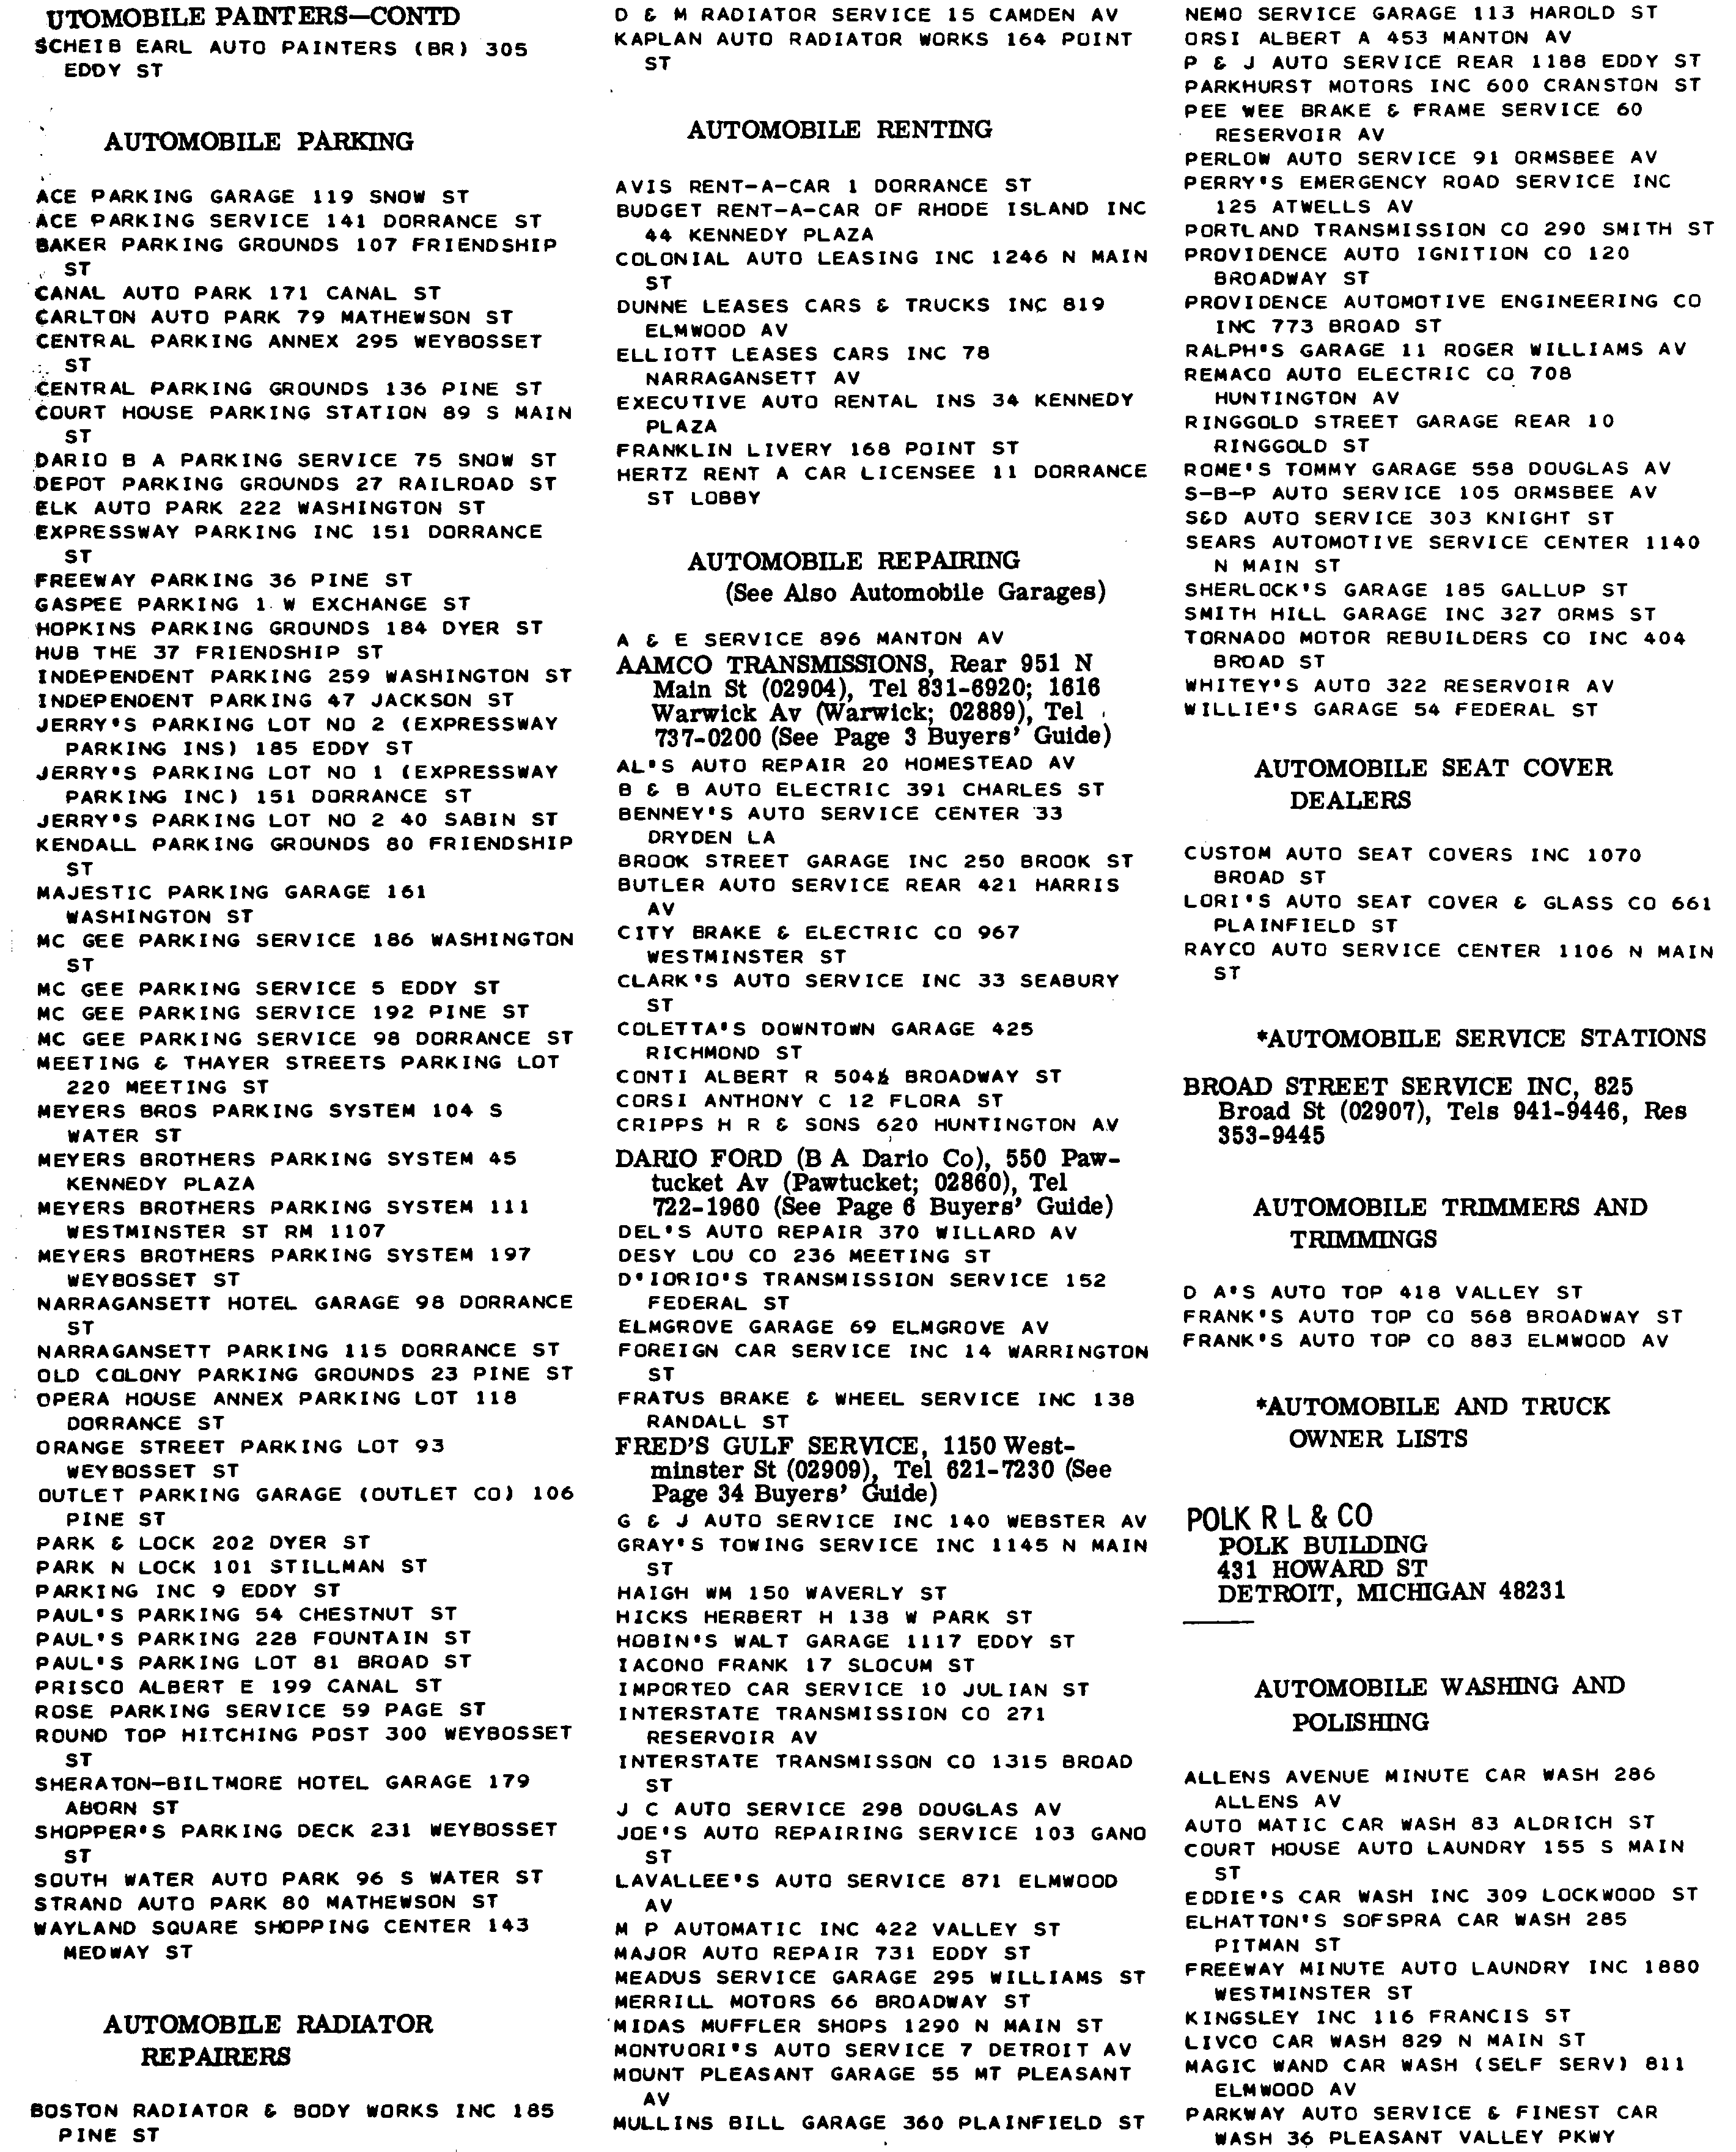 UTOMOBILE PAINTERS—CONTD
SCHEIB EARL AUTO PAINTERS (BR) 305
EDDY ST
AUTOMOBILE PARKING
ACE PARKING GARAGE 119 SNOW ST
ACE PARKING SERVICE 141 DORRANCE ST
BAKER PARKING GROUNDS 107 FRIENDSHIP
ST
CANAL AUTO PARK 171 CANAL ST
CARLTON AUTO PARK 79 MATHEWSON ST
CENTRAL PARKING ANNEX 295 WEYBOSSET
ST
CENTRAL PARKING GROUNDS 136 PINE ST
COURT HOUSE PARKING STATION 89 S MAIN
ST
DARIO B A PARKING SERVICE 75 SNOW ST
DEPOT PARKING GROUNDS 27 RAILROAD ST
ELK AUTO PARK 222 WASHINGTON ST
EXPRESSWAY PARKING INC 151 DORRANCE
ST
FREEWAY PARKING 36 PINE ST
GASPEE PARKING 1 W EXCHANGE ST
HOPKINS PARKING GROUNDS 184 DYER ST
HUB THE 37 FRIENDSHIP ST
INDEPENDENT PARKING 259 WASHINGTON ST
INDEPENDENT PARKING 47 JACKSON ST
JERRY'S PARKING LOT NO 2 (EXPRESSWAY
PARKING INS) 185 EDDY ST
JERRY'S PARKING LOT NO 1 (EXPRESSWAY
PARKING INC) 151 DORRANCE ST
JERRY'S PARKING LOT NO 2 40 SABIN ST
KENDALL PARKING GROUNDS 80 FRIENDSHIP
ST
MAJESTIC PARKING GARAGE 161
WASHINGTON ST
MC GEE PARKING SERVICE 186 WASHINGTON
ST
MC GEE PARKING SERVICE 5 EDDY ST
MC GEE PARKING SERVICE 192 PINE ST
MC GEE PARKING SERVICE 98 DORRANCE ST
MEETING & THAYER STREETS PARKING LOT
220 MEETING ST
MEYERS BROS PARKING SYSTEM 104 S
WATER ST
MEYERS BROTHERS PARKING SYSTEM 45
KENNEDY PLAZA
MEYERS BROTHERS PARKING SYSTEM 111
WESTMINSTER ST RM 1107
MEYERS BROTHERS PARKING SYSTEM 197
WEYBOSSET ST
NARRAGANSETT HOTEL GARAGE 98 DORRANCE
ST
NARRAGANSETT PARKING 115 DORRANCE ST
OLD COLONY PARKING GROUNDS 23 PINE ST
OPERA HOUSE ANNEX PARKING LOT 118
DORRANCE ST
ORANGE STREET PARKING LOT 93
WEYBOSSET ST
OUTLET PARKING GARAGE (OUTLET CO) 106
PINE ST
PARK & LOCK 202 DYER ST
PARK N LOCK 101 STILLMAN ST
PARKING INC 9 EDDY ST
PAUL'S PARKING 54 CHESTNUT ST
PAUL'S PARKING 228 FOUNTAIN ST
PAUL'S PARKING LOT 81 BROAD ST
PRISCO ALBERT E 199 CANAL ST
ROSE PARKING SERVICE 59 PAGE ST
ROUND TOP HITCHING POST 300 WEYBOSSET
ST
SHERATON-BILTMORE HOTEL GARAGE 179
ABORN ST
SHOPPER'S PARKING DECK 231 WEYBOSSET
ST
SOUTH WATER AUTO PARK 96 S WATER ST
STRAND AUTO PARK 80 MATHEWSON ST
WAYLAND SQUARE SHOPPING CENTER 143
MEDWAY ST
AUTOMOBILE RADIATOR
REPAIRERS
BOSTON RADIATOR & BODY WORKS INC 185
PINE ST
D & M RADIATOR SERVICE 15 CAMDEN AV
KAPLAN AUTO RADIATOR WORKS 164 POINT
ST
AUTOMOBILE RENTING
AVIS RENT-A-CAR 1 DORRANCE ST
BUDGET RENT-A-CAR OF RHODE ISLAND INC
44 KENNEDY PLAZA
COLONIAL AUTO LEASING INC 1246 N MAIN
ST
DUNNE LEASES CARS & TRUCKS INC 819
ELMWOOD AV
ELLIOTT LEASES CARS INC 78
NARRAGANSETT AV
EXECUTIVE AUTO RENTAL INS 34 KENNEDY
PLAZA
FRANKLIN LIVERY 168 POINT ST
HERTZ RENT A CAR LICENSEE 11 DORRANCE
ST LOBBY
AUTOMOBILE REPAIRING
(See Also Automobile Garages)
A & E SERVICE 896 MANTON AV
AAMCO TRANSMISSIONS, Rear 951 N
Main St (02904), Tel 831-6920; 1616
Warwick Av (Warwick; 02889), Tel
737-0200 (See Page 3 Buyers' Guide)
AL'S AUTO REPAIR 20 HOMESTEAD AV
B & B AUTO ELECTRIC 391 CHARLES ST
BENNEY'S AUTO SERVICE CENTER 33
DRYDEN LA
BROOK STREET GARAGE INC 250 BROOK ST
BUTLER AUTO SERVICE REAR 421 HARRIS
AV
CITY BRAKE & ELECTRIC CO 967
WESTMINSTER ST
CLARK'S AUTO SERVICE INC 33 SEABURY
ST
COLETTA'S DOWNTOWN GARAGE 425
RICHMOND ST
CONTI ALBERT R 504½ BROADWAY ST
CORSI ANTHONY C 12 FLORA ST
CRIPPS H R & SONS 620 HUNTINGTON AV
DARIO FORD (B A Dario Co), 550 Paw-
tucket Av (Pawtucket; 02860), Tel
722-1960 (See Page 6 Buyers' Guide)
DEL'S AUTO REPAIR 370 WILLARD AV
DESY LOU CO 236 MEETING ST
D'IORIO'S TRANSMISSION SERVICE 152
FEDERAL ST
ELMGROVE GARAGE 69 ELMGROVE AV
FOREIGN CAR SERVICE INC 14 WARRINGTON
ST
FRATUS BRAKE & WHEEL SERVICE INC 138
RANDALL ST
FRED'S GULF SERVICE, 1150 West-
minster St (02909), Tel 621-7230 (See
Page 34 Buyers' Guide)
G & J AUTO SERVICE INC 140 WEBSTER AV
GRAY'S TOWING SERVICE INC 1145 N MAIN
ST
HAIGH WM 150 WAVERLY ST
HICKS HERBERT H 138 W PARK ST
HOBIN'S WALT GARAGE 1117 EDDY ST
IACONO FRANK 17 SLOCUM ST
IMPORTED CAR SERVICE 10 JULIAN ST
INTERSTATE TRANSMISSION CO 271
RESERVOIR AV
INTERSTATE TRANSMISSON CO 1315 BROAD
ST
J C AUTO SERVICE 298 DOUGLAS AV
JOE'S AUTO REPAIRING SERVICE 103 GANO
ST
LAVALLEE'S AUTO SERVICE 871 ELMWOOD
AV
M P AUTOMATIC INC 422 VALLEY ST
MAJOR AUTO REPAIR 731 EDDY ST
MEADUS SERVICE GARAGE 295 WILLIAMS ST
MERRILL MOTORS 66 BROADWAY ST
MIDAS MUFFLER SHOPS 1290 N MAIN ST
MONTUORI'S AUTO SERVICE 7 DETROIT AV
MOUNT PLEASANT GARAGE 55 MT PLEASANT
AV
MULLINS BILL GARAGE 360 PLAINFIELD ST
NEMO SERVICE GARAGE 113 HAROLD ST
ORSI ALBERT A 453 MANTON AV
P & J AUTO SERVICE REAR 1188 EDDY ST
PARKHURST MOTORS INC 600 CRANSTON ST
PEE WEE BRAKE & FRAME SERVICE 60
RESERVOIR AV
PERLOW AUTO SERVICE 91 ORMSBEE AV
PERRY'S EMERGENCY ROAD SERVICE INC
125 ATWELLS AV
PORTLAND TRANSMISSION CO 290 SMITH ST
PROVIDENCE AUTO IGNITION CO 120
BROADWAY ST
PROVIDENCE AUTOMOTIVE ENGINEERING CO
INC 773 BROAD ST
RALPH'S GARAGE 11 ROGER WILLIAMS AV
REMACO AUTO ELECTRIC CO 708
HUNTINGTON AV
RINGGOLD STREET GARAGE REAR 10
RINGGOLD ST
ROME'S TOMMY GARAGE 558 DOUGLAS AV
S-B-P AUTO SERVICE 105 ORMSBEE AV
S&D AUTO SERVICE 303 KNIGHT ST
SEARS AUTOMOTIVE SERVICE CENTER 1140
N MAIN ST
SHERLOCK'S GARAGE 185 GALLUP ST
SMITH HILL GARAGE INC 327 ORMS ST
TORNADO MOTOR REBUILDERS CO INC 404
BROAD ST
WHITEY'S AUTO 322 RESERVOIR AV
WILLIE'S GARAGE 54 FEDERAL ST
AUTOMOBILE SEAT COVER
DEALERS
CUSTOM AUTO SEAT COVERS INC 1070
BROAD ST
LORI'S AUTO SEAT COVER & GLASS CO 661
PLAINFIELD ST
RAYCO AUTO SERVICE CENTER 1106 N MAIN
ST
*AUTOMOBILE SERVICE STATIONS
BROAD STREET SERVICE INC, 825
Broad St (02907), Tels 941-9446, Res
353-9445
AUTOMOBILE TRIMMERS AND
TRIMMINGS
D A'S AUTO TOP 418 VALLEY ST
FRANK'S AUTO TOP CO 568 BROADWAY ST
FRANK'S AUTO TOP CO 883 ELMWOOD AV
*AUTOMOBILE AND TRUCK
OWNER LISTS
POLK R L & CO
POLK BUILDING
431 HOWARD ST
DETROIT, MICHIGAN 48231
AUTOMOBILE WASHING AND
POLISHING
ALLENS AVENUE MINUTE CAR WASH 286
ALLENS AV
AUTO MATIC CAR WASH 83 ALDRICH ST
COURT HOUSE AUTO LAUNDRY 155 S MAIN
ST
EDDIE'S CAR WASH INC 309 LOCKWOOD ST
ELHATTON'S SOFSPRA CAR WASH 285
PITMAN ST
FREEWAY MINUTE AUTO LAUNDRY INC 1880
WESTMINSTER ST
KINGSLEY INC 116 FRANCIS ST
LIVCO CAR WASH 829 N MAIN ST
MAGIC WAND CAR WASH (SELF SERV) 811
ELMWOOD AV
PARKWAY AUTO SERVICE & FINEST CAR
WASH 36 PLEASANT VALLEY PKWY